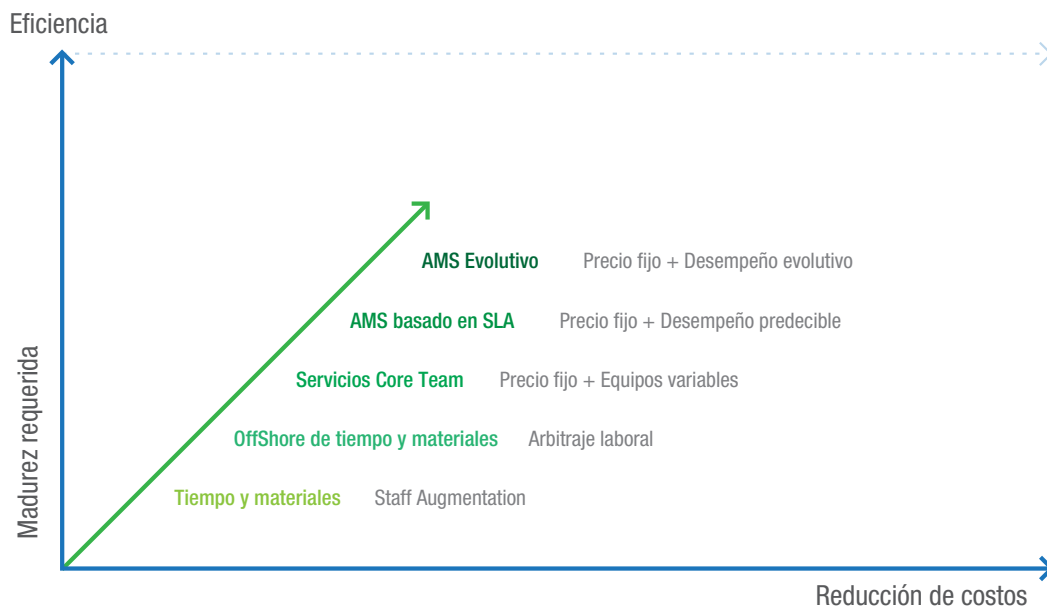 Eficiencia
Madurez requerida
AMS Evolutivo Precio fijo + Desempeño evolutivo
AMS basado en SLA Precio fijo + Desempeño predecible
Servicios Core Team Precio fijo + Equipos variables
OffShore de tiempo y materiales Arbitraje laboral
Tiempo y materiales Staff Augmentation
Reducción de costos